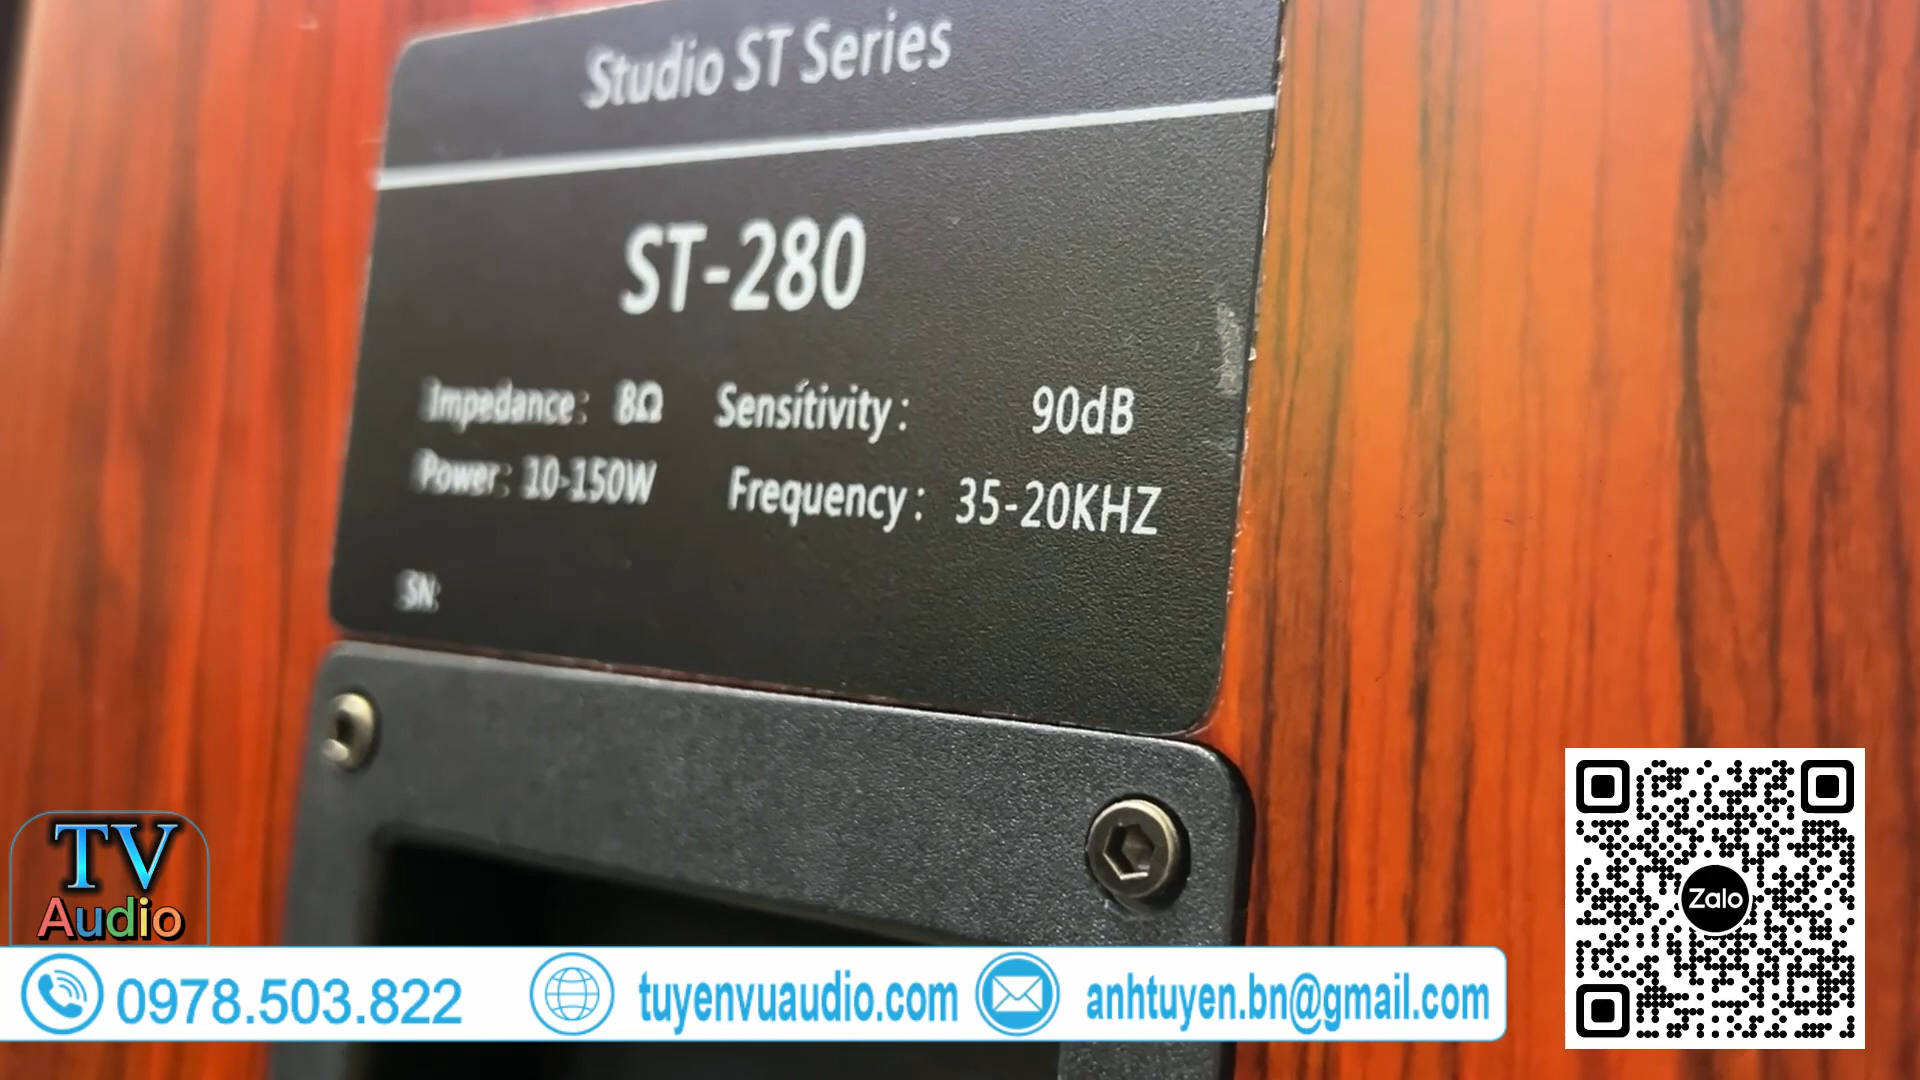 Studio ST Series
ST-280
Impedance: 8Ω Sensitivity: 90dB
Power: 10-150W Frequency: 35-20KHZ
SN:
TV
Audio
0978.503.822 tuyenvuaudio.com anhtuyen.bn@gmail.com
Zalo